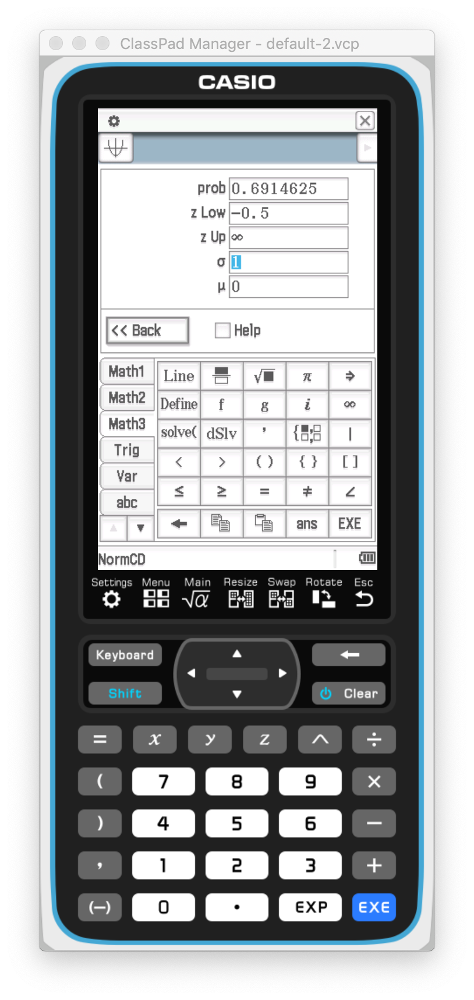 ClassPad Manager - default-2.vcp
CASIO
prob 0.6914625
z Low -0.5
z Up ∞
σ 1
μ 0
<< Back Help
Math1 Line √■ π ⇒
Math2 Define f g i ∞
Math3 solve( dSlv ' {■,□;□,□ |
Trig < > ( ) { } [ ]
Var ≤ ≥ = ≠ ∠
abc
▲ ▼ ← ans EXE
NormCD
Settings Menu Main Resize Swap Rotate Esc
√α
Keyboard ←
Shift Clear
= x y z ^ ÷
( 7 8 9 ×
) 4 5 6 −
, 1 2 3 +
(−) 0 • EXP EXE